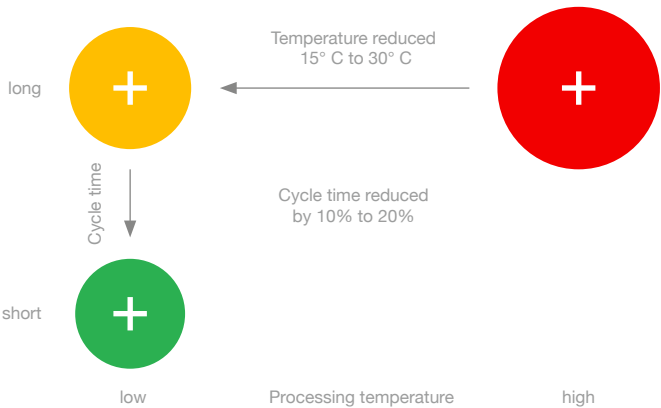 Temperature reduced
15° C to 30° C
long
Cycle time
Cycle time reduced
by 10% to 20%
short
low
Processing temperature
high